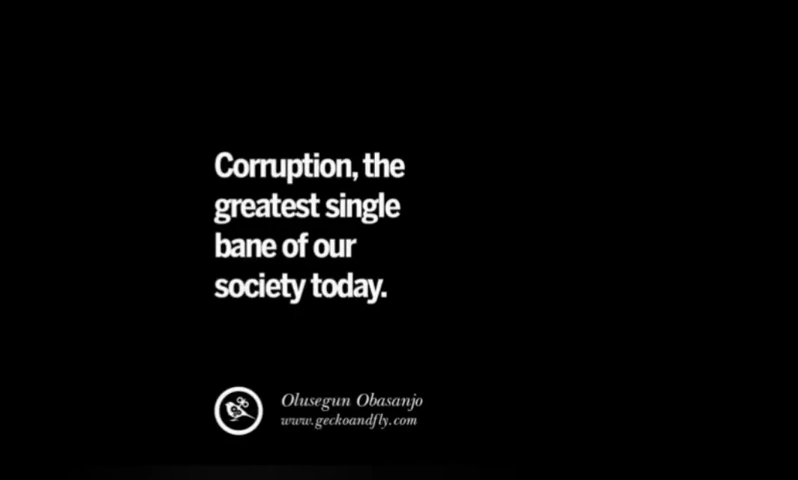 Corruption, the
greatest single
bane of our
society today.
Olusegun Obasanjo
www.geckoandfly.com